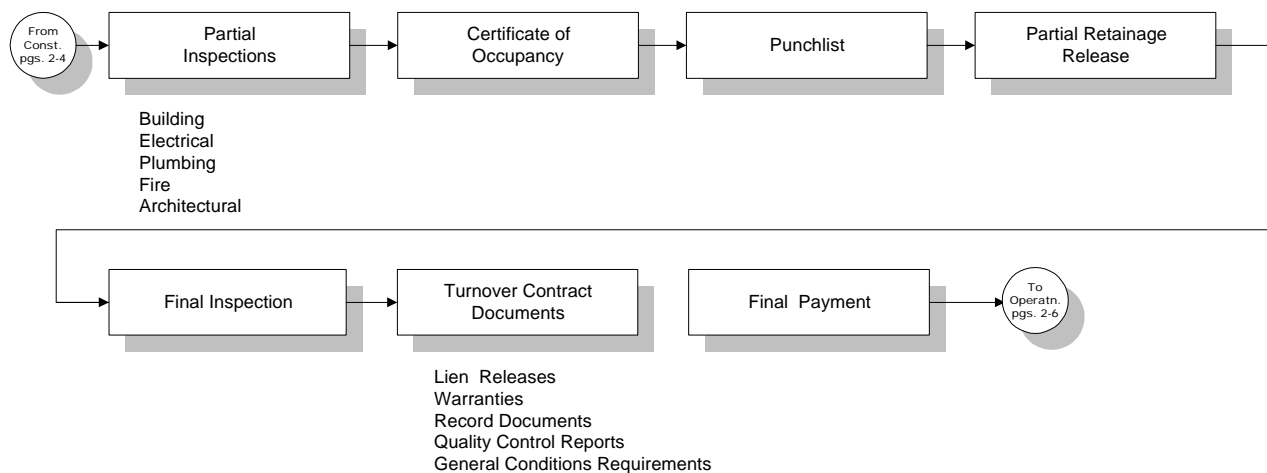 From
Const.
pgs. 2-4
Partial
Inspections
Certificate of
Occupancy
Punchlist
Partial Retainage
Release
Building
Electrical
Plumbing
Fire
Architectural
Final Inspection
Turnover Contract
Documents
Final Payment
To
Operatn.
pgs. 2-6
Lien Releases
Warranties
Record Documents
Quality Control Reports
General Conditions Requirements